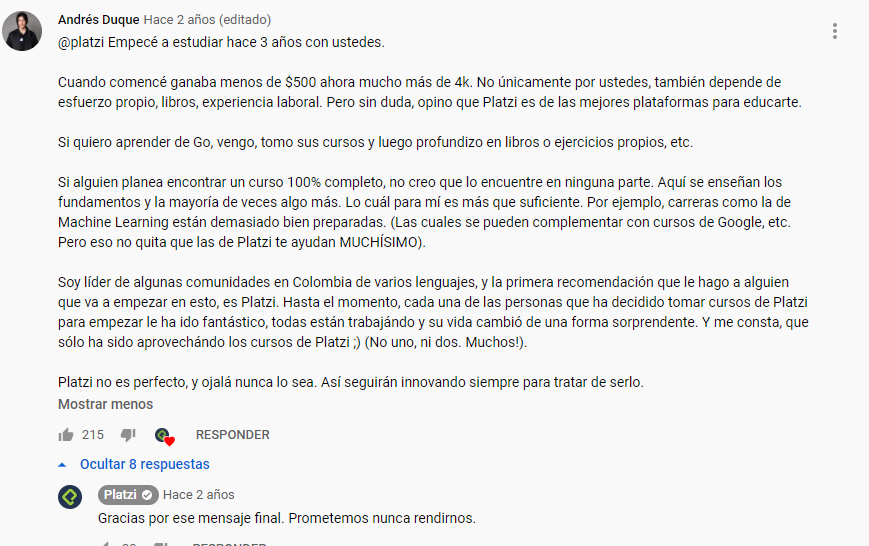 Andrés Duque Hace 2 años (editado)
@platzi Empecé a estudiar hace 3 años con ustedes.
Cuando comencé ganaba menos de $500 ahora mucho más de 4k. No únicamente por ustedes, también depende de
esfuerzo propio, libros, experiencia laboral. Pero sin duda, opino que Platzi es de las mejores plataformas para educarte.
Si quiero aprender de Go, vengo, tomo sus cursos y luego profundizo en libros o ejercicios propios, etc.
Si alguien planea encontrar un curso 100% completo, no creo que lo encuentre en ninguna parte. Aquí se enseñan los
fundamentos y la mayoría de veces algo más. Lo cuál para mí es más que suficiente. Por ejemplo, carreras como la de
Machine Learning están demasiado bien preparadas. (Las cuales se pueden complementar con cursos de Google, etc.
Pero eso no quita que las de Platzi te ayudan MUCHÍSIMO).
Soy líder de algunas comunidades en Colombia de varios lenguajes, y la primera recomendación que le hago a alguien
que va a empezar en esto, es Platzi. Hasta el momento, cada una de las personas que ha decidido tomar cursos de Platzi
para empezar le ha ido fantástico, todas están trabajándo y su vida cambió de una forma sorprendente. Y me consta, que
sólo ha sido aprovechándo los cursos de Platzi ;) (No uno, ni dos. Muchos!).
Platzi no es perfecto, y ojalá nunca lo sea. Así seguirán innovando siempre para tratar de serlo.
Mostrar menos
215 RESPONDER
Ocultar 8 respuestas
Platzi Hace 2 años
Gracias por ese mensaje final. Prometemos nunca rendirnos.
RESPONDER